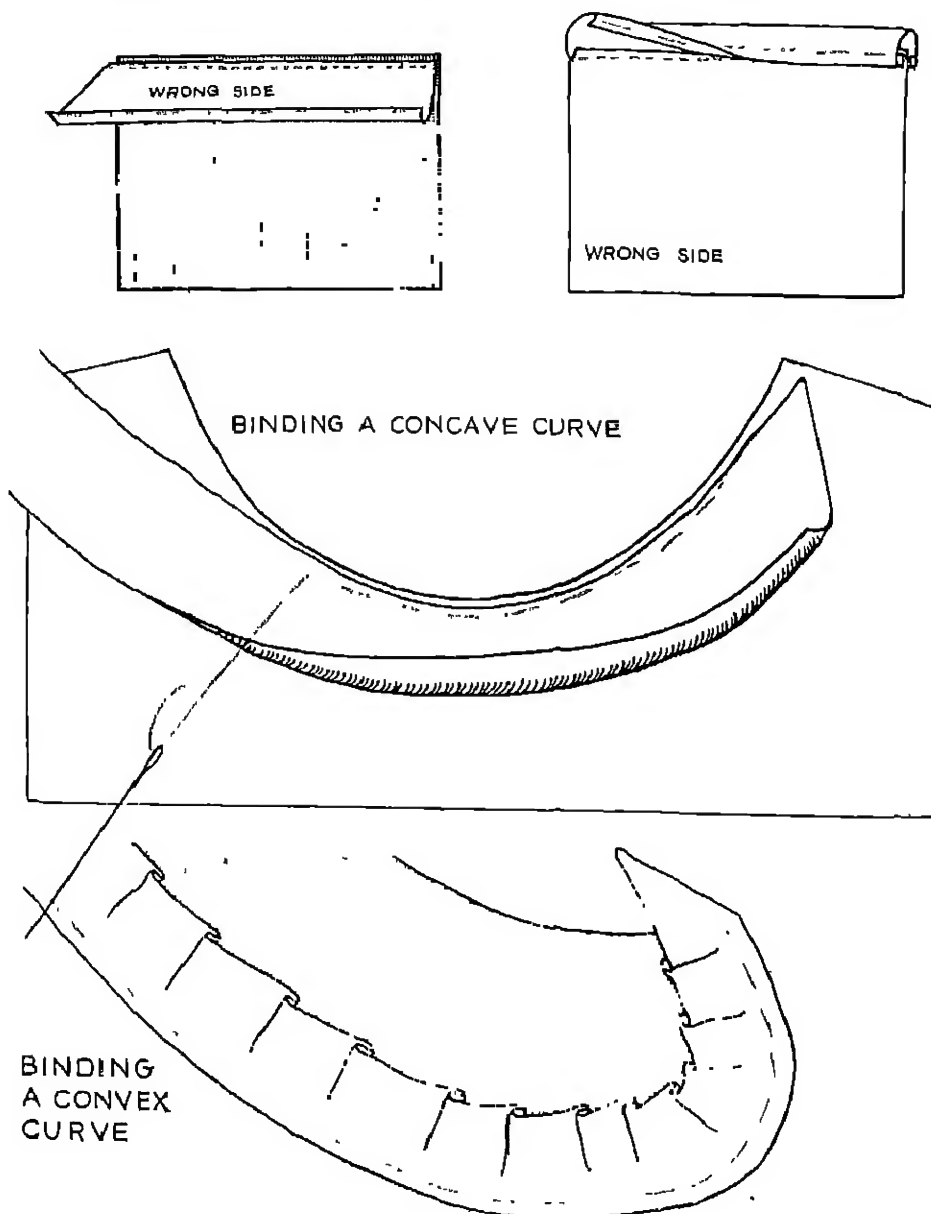 WRONG SIDE
WRONG SIDE
BINDING A CONCAVE CURVE
BINDING
A CONVEX
CURVE